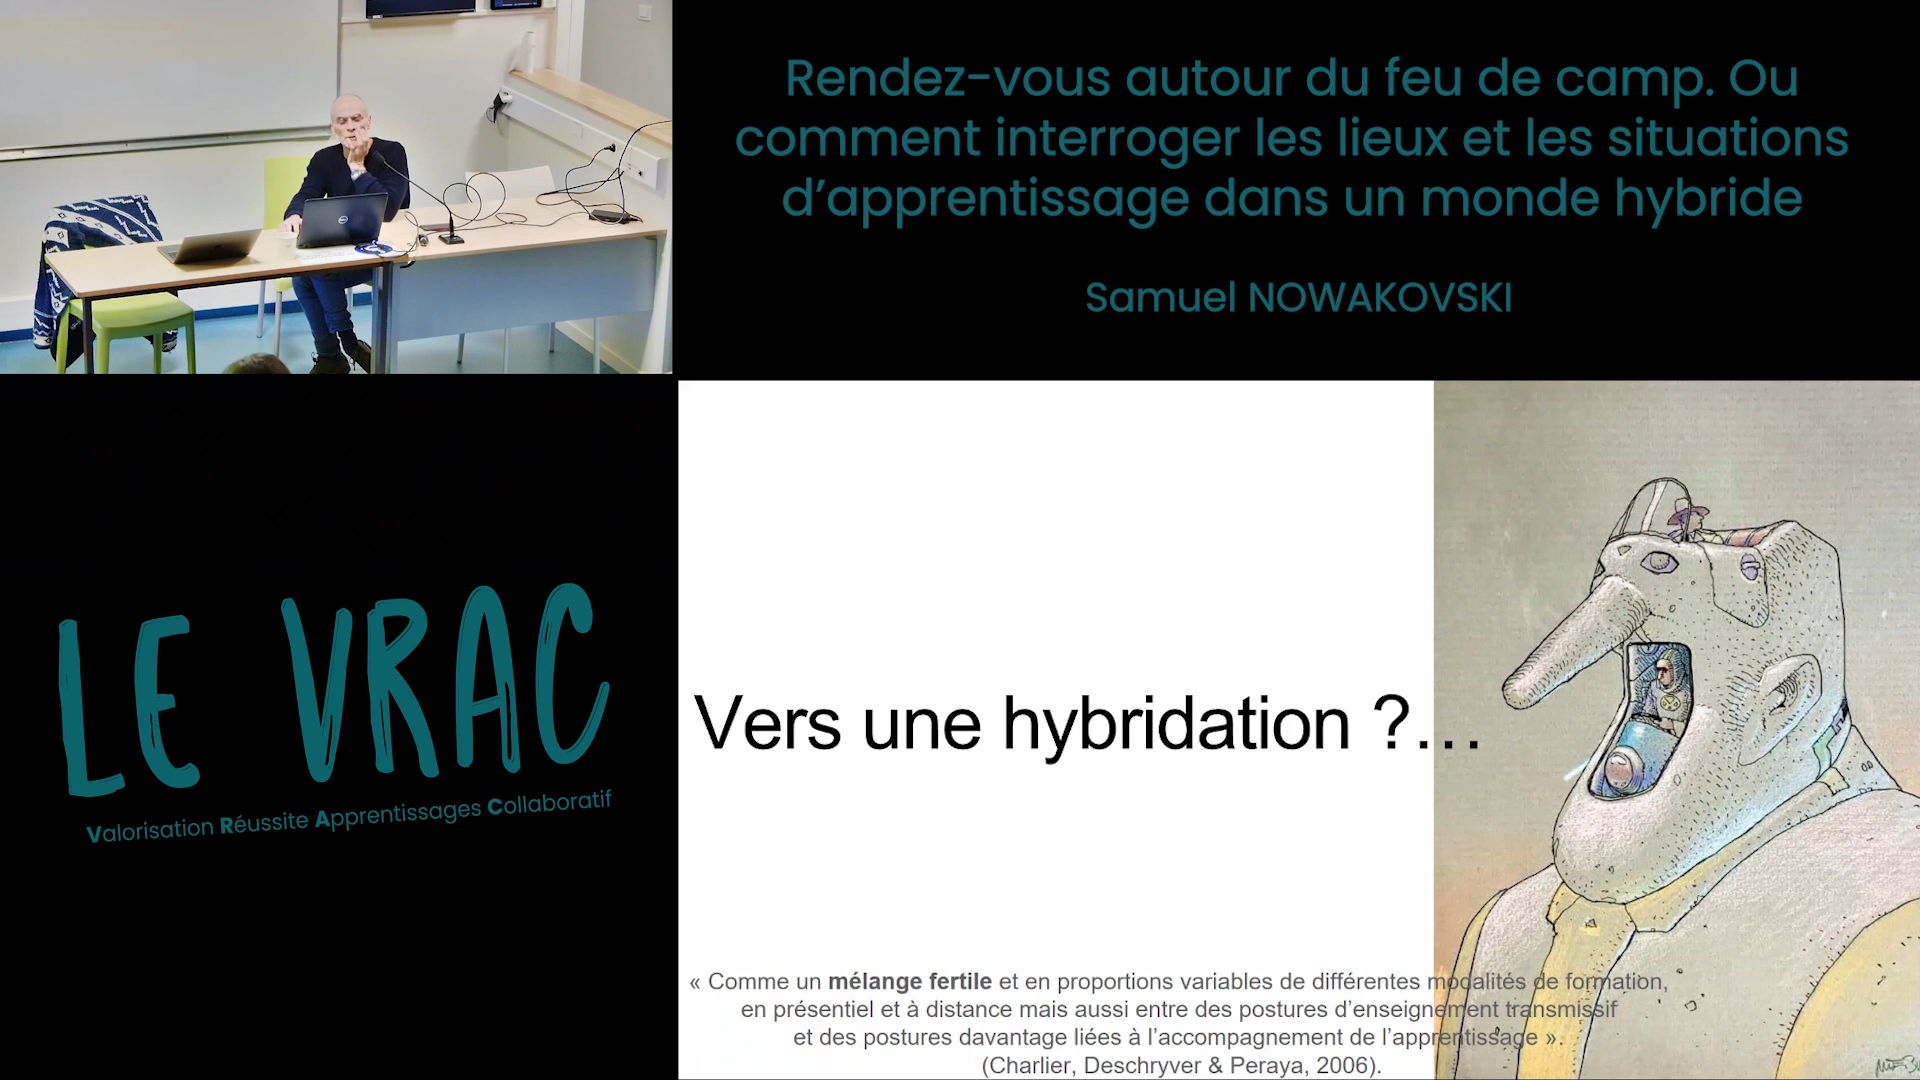 Rendez-vous autour du feu de camp. Ou
comment interroger les lieux et les situations
d’apprentissage dans un monde hybride
Samuel NOWAKOVSKI
LE VRAC
Valorisation Réussite Apprentissages Collaboratif
Vers une hybridation ?...
« Comme un mélange fertile et en proportions variables de différentes modalités de formation,
en présentiel et à distance mais aussi entre des postures d’enseignement transmissif
et des postures davantage liées à l’accompagnement de l’apprentissage ».
(Charlier, Deschryver & Peraya, 2006).